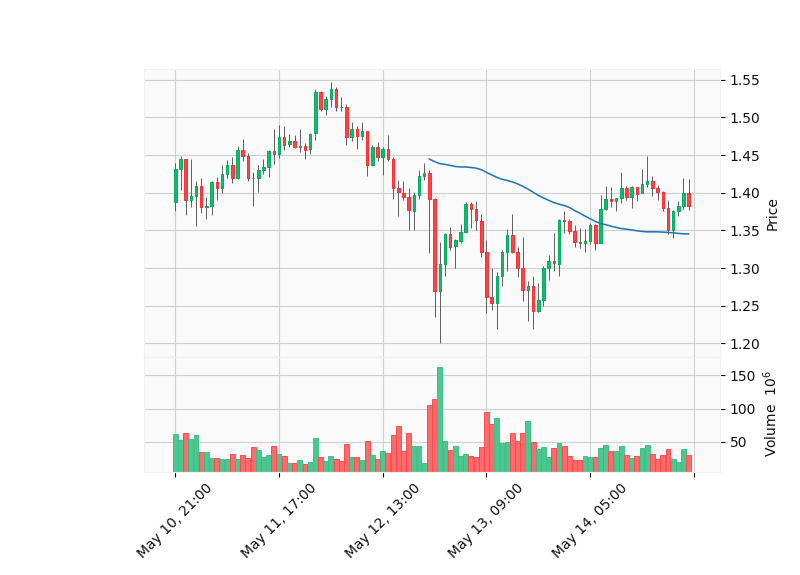 1.55
1.50
1.45
1.40
1.35
1.30
1.25
1.20
Price
150
100
50
Volume 10⁶
May 10, 21:00
May 11, 17:00
May 12, 13:00
May 13, 09:00
May 14, 05:00